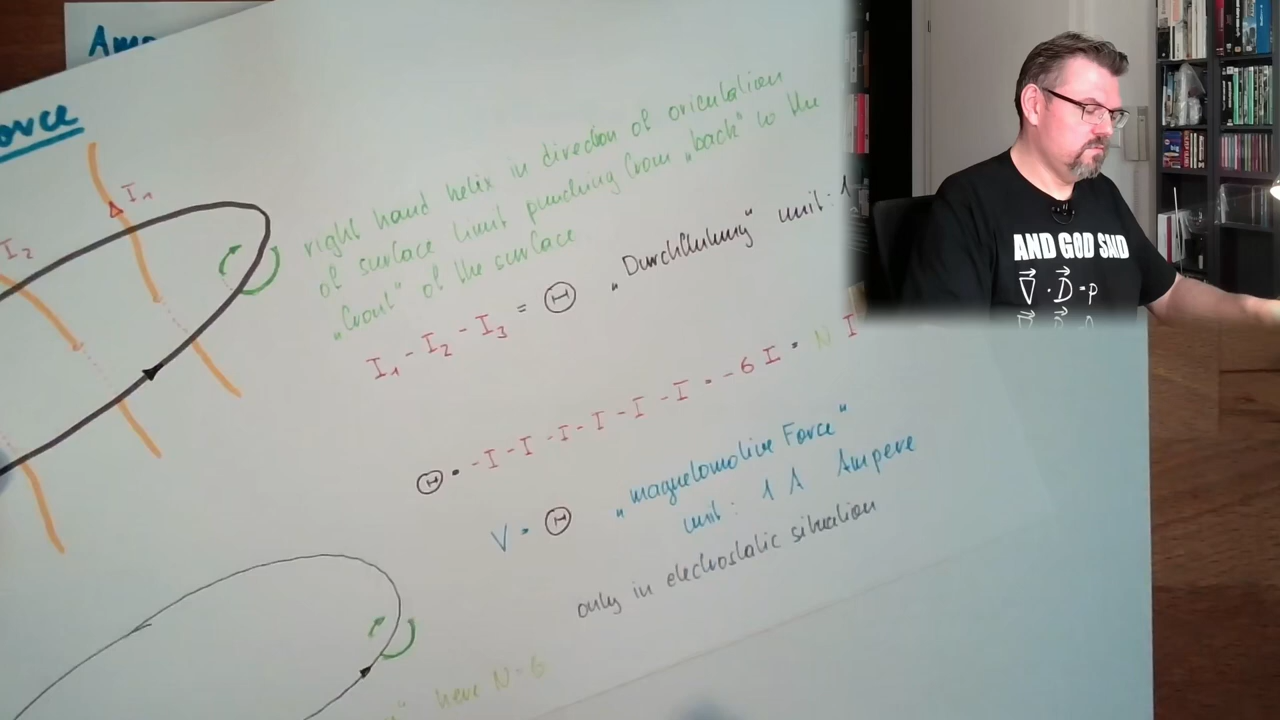 Amp
orce
I₁
I₂
right hand helix in direction of orientation
of surface limit punching from „back" to the
„front" of the surface
I₁ - I₂ - I₃ = Θ „Durchflutung" unit: 1
Θ = -I-I-I-I-I-I = -6 I = N I
V = Θ „magnetomotive Force"
unit: 1 A Ampere
only in electrostatic situation
" here N=6
AND GOD SAID
∇ · D = ρ